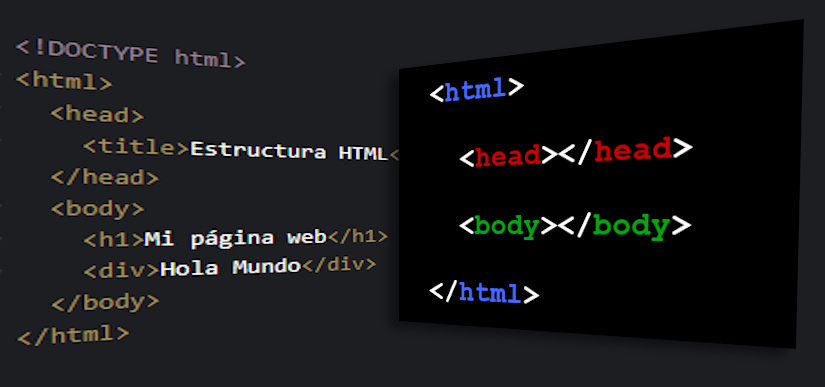 <!DOCTYPE html>
<html>
<head>
<title>Estructura HTML<
</head>
<body>
<h1>Mi página web</h1>
<div>Hola Mundo</div>
</body>
</html>
<html>
<head></head>
<body></body>
</html>